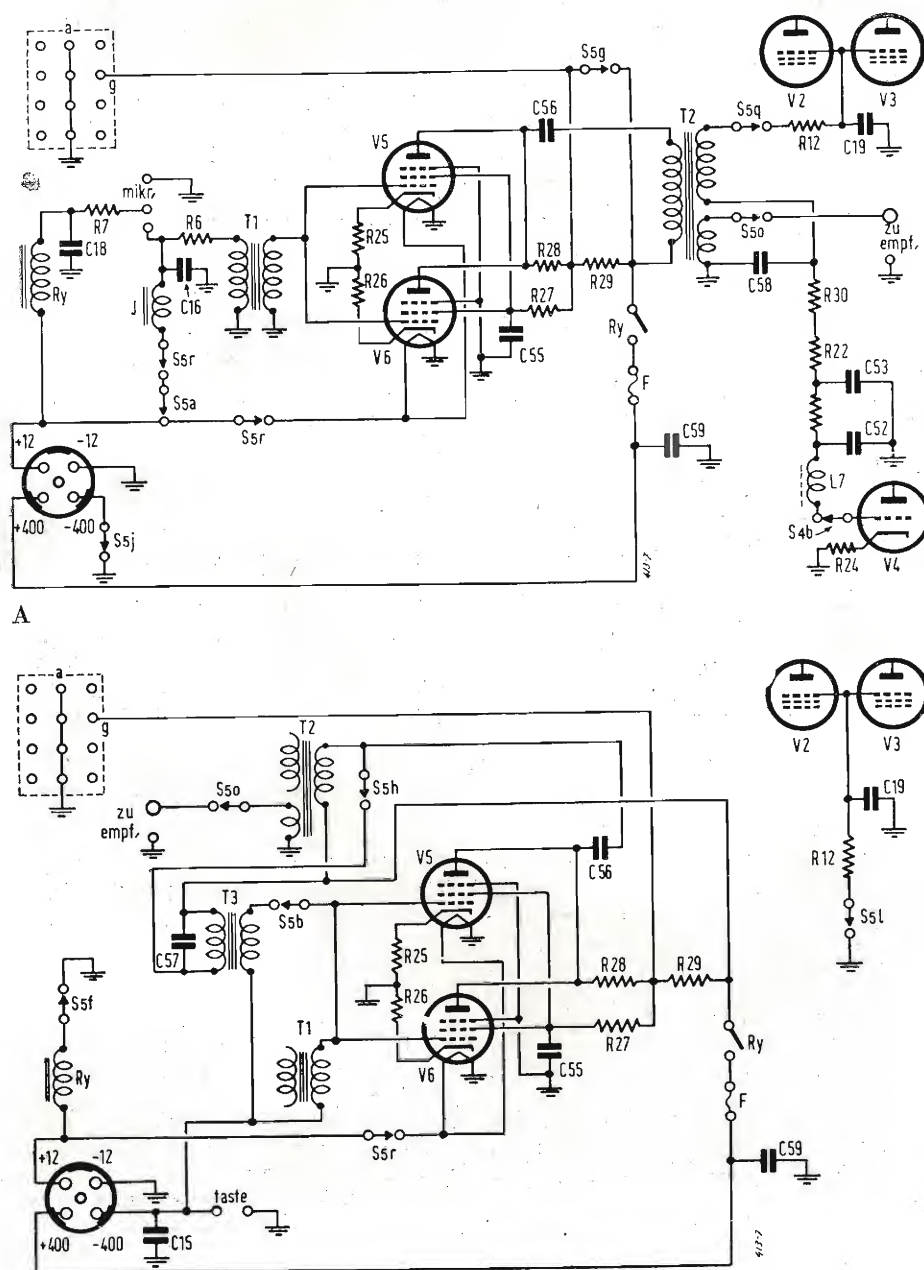 a
g
S5g
V2
V3
C56
T2
S5q
R12
C19
V5
mikr.
R7
R6
T1
C18
Ry
J
C16
R25
R26
R28
R29
R27
S5o
zu
empf.
C58
R30
V6
C55
Ry
F
R22
C53
C52
S5r
S5a
S5r
+12
-12
+400
-400
S5j
C59
L7
S4b
R24
V4
413-7
A
a
g
T2
V2
V3
S5o
S5h
zu
empf.
C19
V5
C56
R12
T3
S5b
C57
R25
R28
R29
S5l
S5f
R26
T1
R27
Ry
V6
C55
Ry
F
+12
-12
S5r
C59
taste
+400
-400
C15
413-7